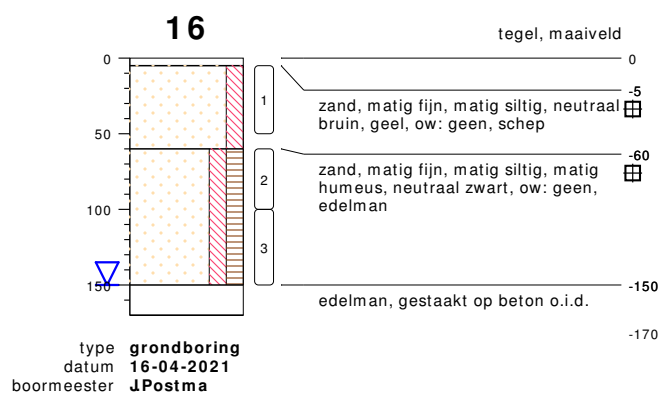 16
tegel, maaiveld
0
0
-5
zand, matig fijn, matig siltig, neutraal
bruin, geel, ow: geen, schep
1
50
-60
zand, matig fijn, matig siltig, matig
humeus, neutraal zwart, ow: geen,
edelman
2
100
3
150
-150
edelman, gestaakt op beton o.i.d.
-170
type grondboring
datum 16-04-2021
boormeester J.Postma